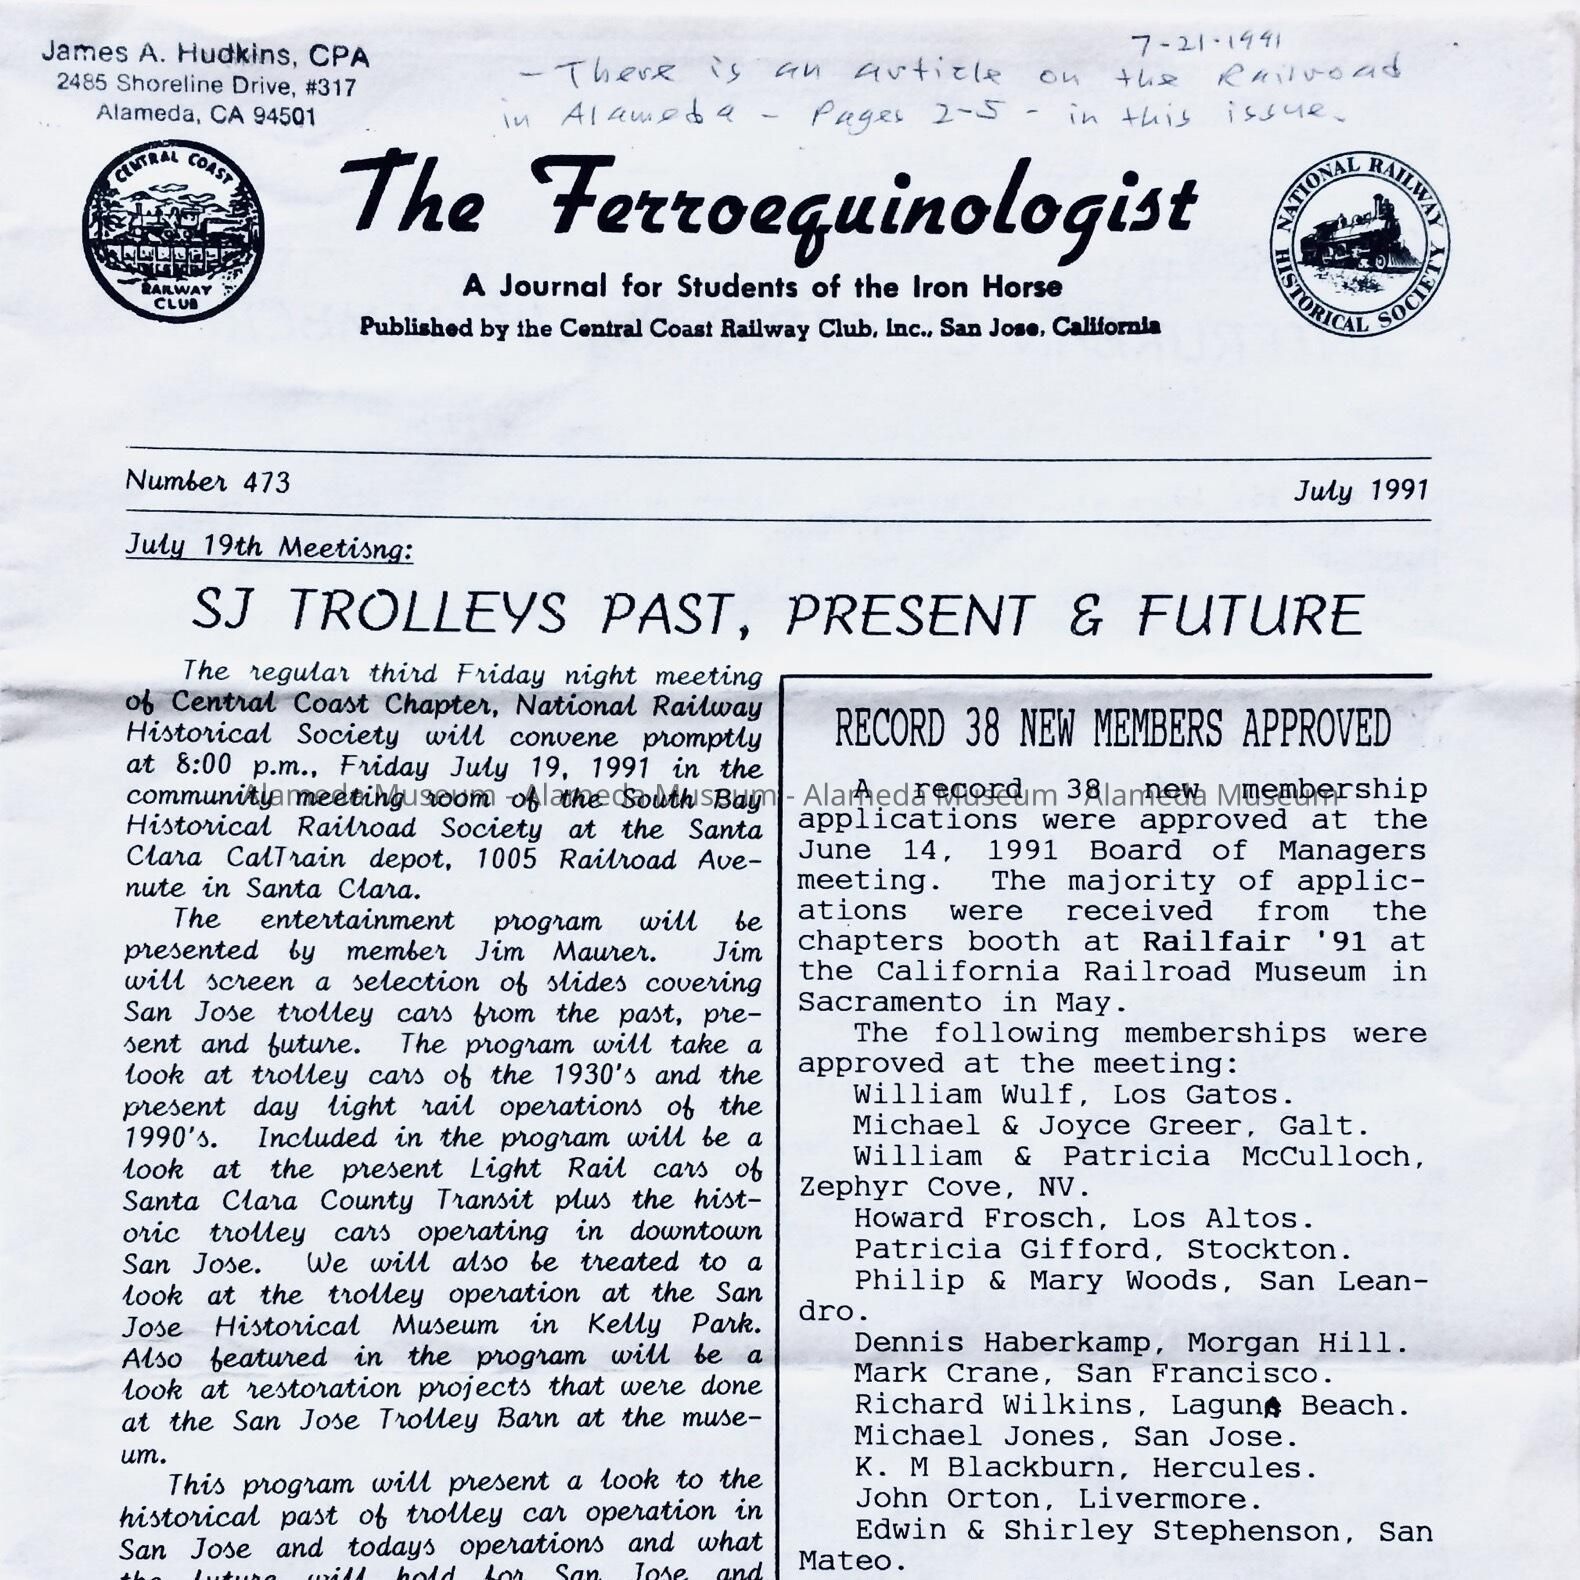 James A. Hudkins, CPA
2485 Shoreline Drive, #317
Alameda, CA 94501
7-21-1991
- There is an article on the Railroad
in Alameda - Pages 2-5 - in this issue.
CENTRAL COAST
RAILWAY
CLUB
The Ferroequinologist
A Journal for Students of the Iron Horse
Published by the Central Coast Railway Club, Inc., San Jose, California
NATIONAL RAILWAY
HISTORICAL SOCIETY
Number 473
July 1991
July 19th Meetisng:
SJ TROLLEYS PAST, PRESENT & FUTURE
The regular third Friday night meeting
of Central Coast Chapter, National Railway
Historical Society will convene promptly
at 8:00 p.m., Friday July 19, 1991 in the
community meeting room of the South Bay
Historical Railroad Society at the Santa
Clara CalTrain depot, 1005 Railroad Ave-
nute in Santa Clara.
The entertainment program will be
presented by member Jim Maurer. Jim
will screen a selection of slides covering
San Jose trolley cars from the past, pre-
sent and future. The program will take a
look at trolley cars of the 1930's and the
present day light rail operations of the
1990's. Included in the program will be a
look at the present Light Rail cars of
Santa Clara County Transit plus the hist-
oric trolley cars operating in downtown
San Jose. We will also be treated to a
look at the trolley operation at the San
Jose Historical Museum in Kelly Park.
Also featured in the program will be a
look at restoration projects that were done
at the San Jose Trolley Barn at the muse-
um.
This program will present a look to the
historical past of trolley car operation in
San Jose and todays operations and what
the future will hold for San Jose and
RECORD 38 NEW MEMBERS APPROVED
A record 38 new membership
applications were approved at the
June 14, 1991 Board of Managers
meeting. The majority of applic-
ations were received from the
chapters booth at Railfair '91 at
the California Railroad Museum in
Sacramento in May.
The following memberships were
approved at the meeting:
William Wulf, Los Gatos.
Michael & Joyce Greer, Galt.
William & Patricia McCulloch,
Zephyr Cove, NV.
Howard Frosch, Los Altos.
Patricia Gifford, Stockton.
Philip & Mary Woods, San Lean-
dro.
Dennis Haberkamp, Morgan Hill.
Mark Crane, San Francisco.
Richard Wilkins, Laguna Beach.
Michael Jones, San Jose.
K. M Blackburn, Hercules.
John Orton, Livermore.
Edwin & Shirley Stephenson, San
Mateo.
Alameda Museum - Alameda Museum - Alameda Museum - Alameda Museum